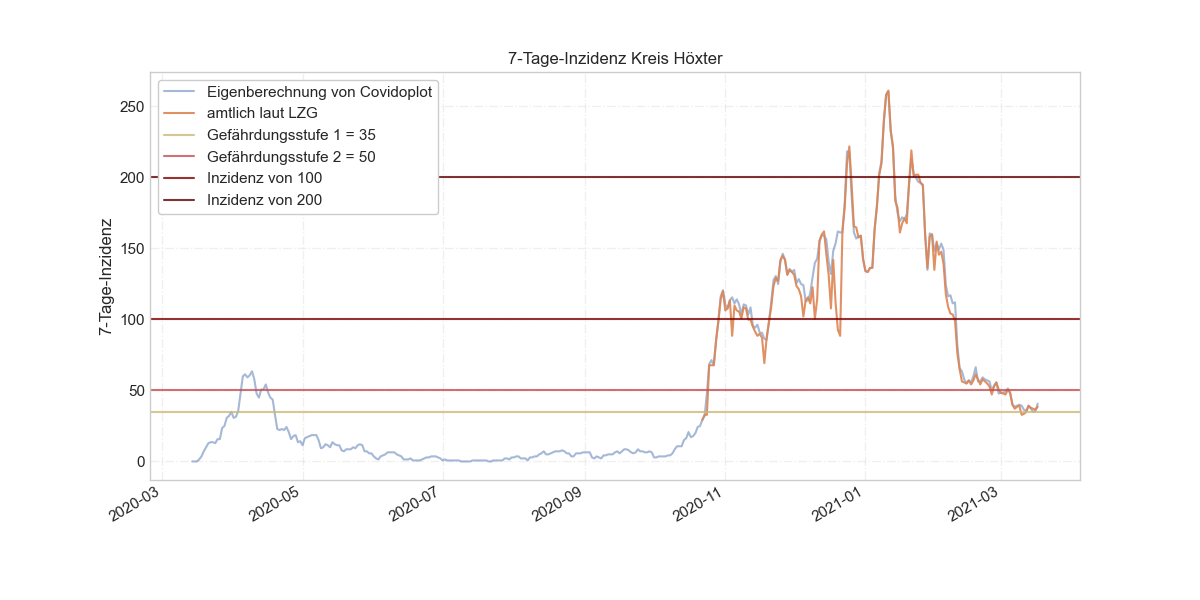 7-Tage-Inzidenz Kreis Höxter
Eigenberechnung von Covidoplot
amtlich laut LZG
Gefährdungsstufe 1 = 35
Gefährdungsstufe 2 = 50
Inzidenz von 100
Inzidenz von 200
7-Tage-Inzidenz
250
200
150
100
50
0
2020-03
2020-05
2020-07
2020-09
2020-11
2021-01
2021-03